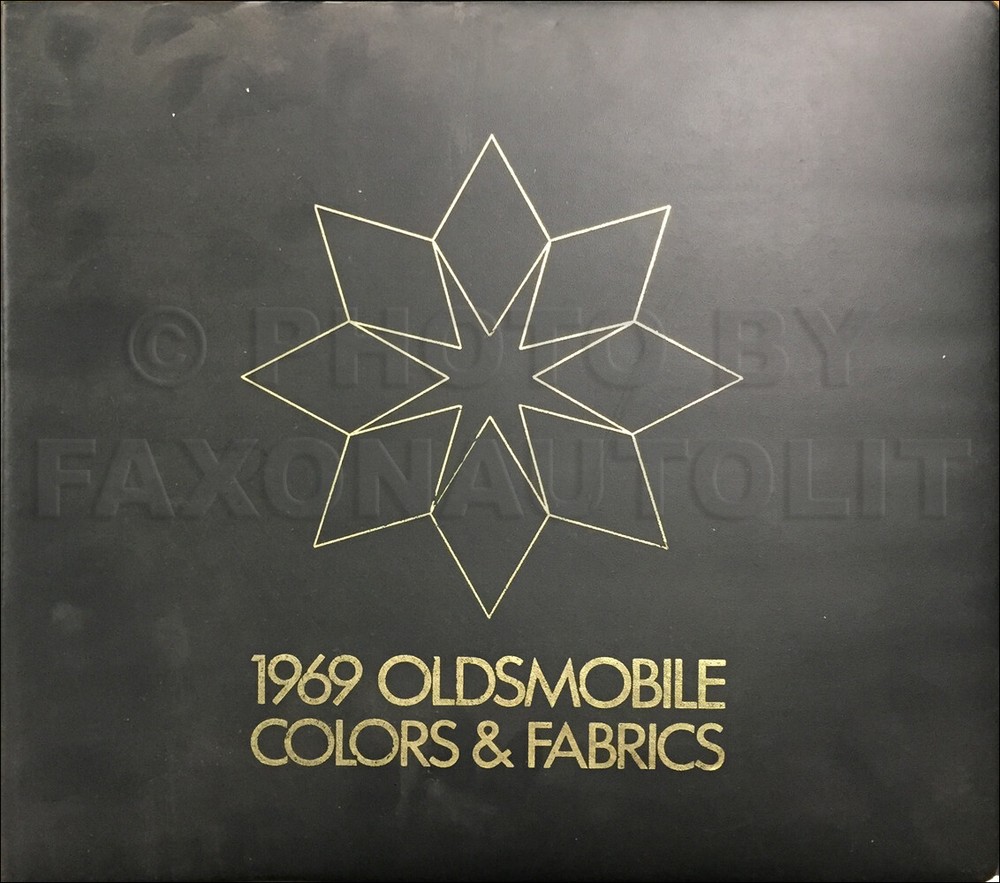 © PHOTO BY
FAXONAUTOLIT
1969 OLDSMOBILE
COLORS & FABRICS